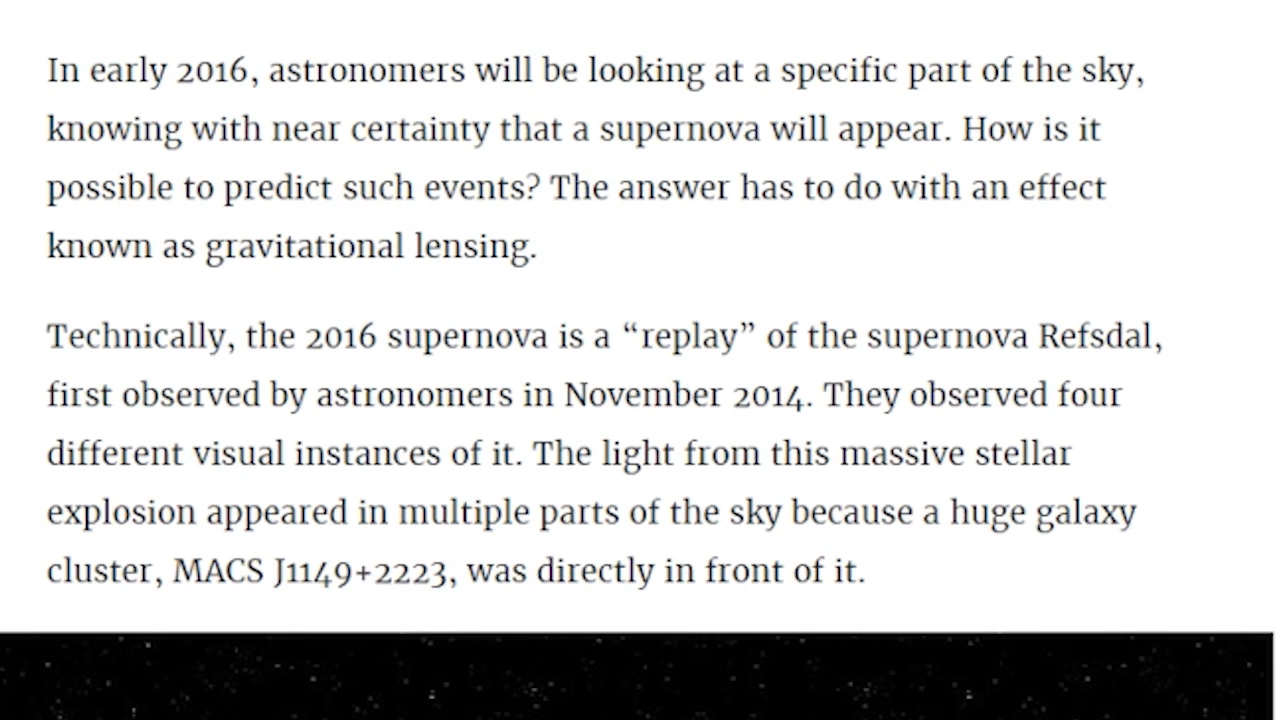 In early 2016, astronomers will be looking at a specific part of the sky,
knowing with near certainty that a supernova will appear. How is it
possible to predict such events? The answer has to do with an effect
known as gravitational lensing.
Technically, the 2016 supernova is a “replay” of the supernova Refsdal,
first observed by astronomers in November 2014. They observed four
different visual instances of it. The light from this massive stellar
explosion appeared in multiple parts of the sky because a huge galaxy
cluster, MACS J1149+2223, was directly in front of it.